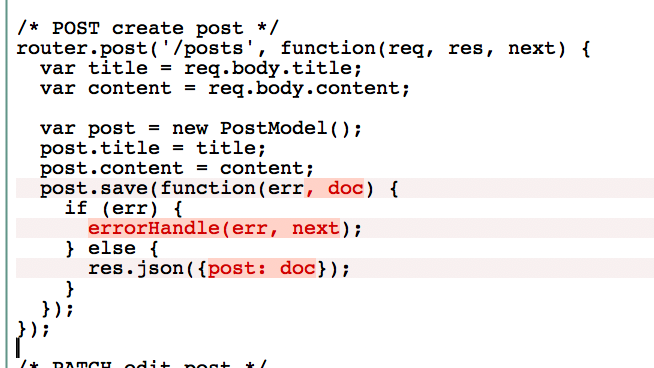 /* POST create post */
router.post('/posts', function(req, res, next) {
  var title = req.body.title;
  var content = req.body.content;

  var post = new PostModel();
  post.title = title;
  post.content = content;
  post.save(function(err, doc) {
    if (err) {
      errorHandle(err, next);
    } else {
      res.json({post: doc});
    }
  });
});

/* PATCH edit post */